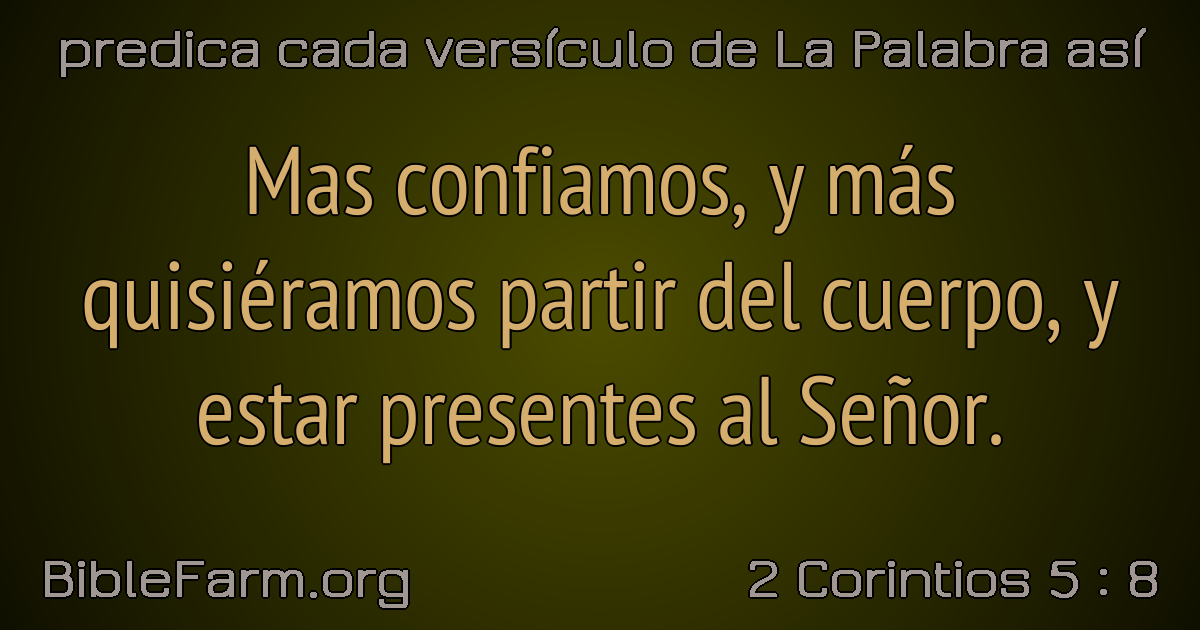 predica cada versículo de La Palabra así
Mas confiamos, y más
quisiéramos partir del cuerpo, y
estar presentes al Señor.
BibleFarm.org
2 Corintios 5 : 8